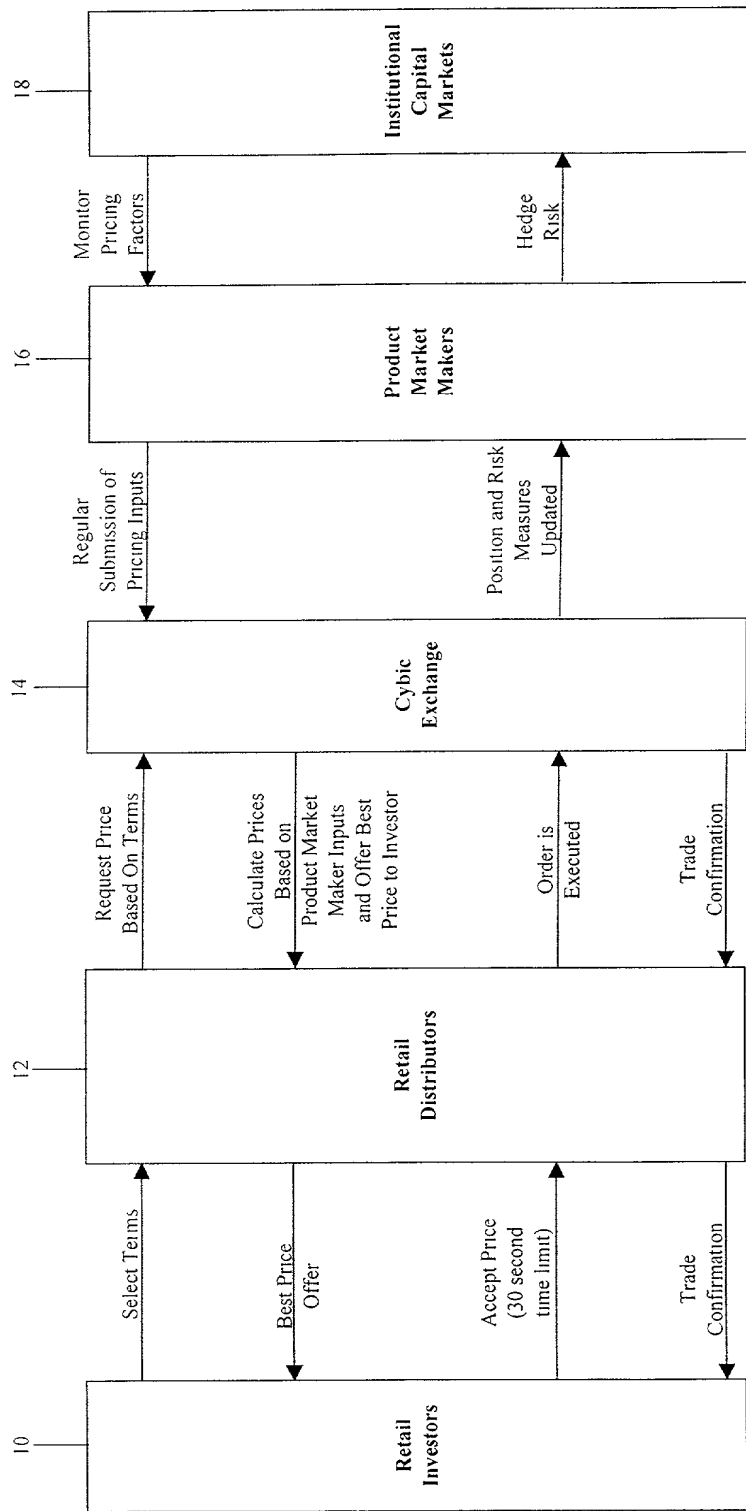 10
12
14
16
18
Retail
Investors
Select Terms
Best Price
Offer
Accept Price
(30 second
time limit)
Trade
Confirmation
Retail
Distributors
Request Price
Based On Terms
Calculate Prices
Based on
Product Market
Maker Inputs
and Offer Best
Price to Investor
Order is
Executed
Trade
Confirmation
Cybic
Exchange
Regular
Submission of
Pricing Inputs
Position and Risk
Measures
Updated
Product
Market
Makers
Monitor
Pricing
Factors
Hedge
Risk
Institutional
Capital
Markets